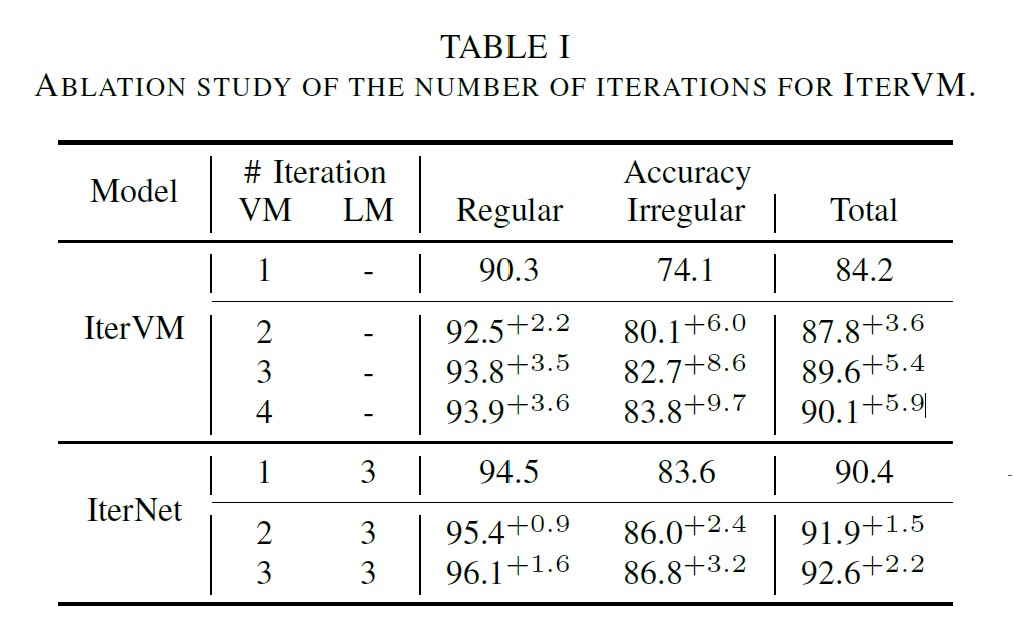 TABLE I
ABLATION STUDY OF THE NUMBER OF ITERATIONS FOR ITERVM.
Model # Iteration Accuracy
VM LM Regular Irregular Total
1 - 90.3 74.1 84.2
IterVM
2 - 92.5+2.2 80.1+6.0 87.8+3.6
3 - 93.8+3.5 82.7+8.6 89.6+5.4
4 - 93.9+3.6 83.8+9.7 90.1+5.9
1 3 94.5 83.6 90.4
IterNet
2 3 95.4+0.9 86.0+2.4 91.9+1.5
3 3 96.1+1.6 86.8+3.2 92.6+2.2